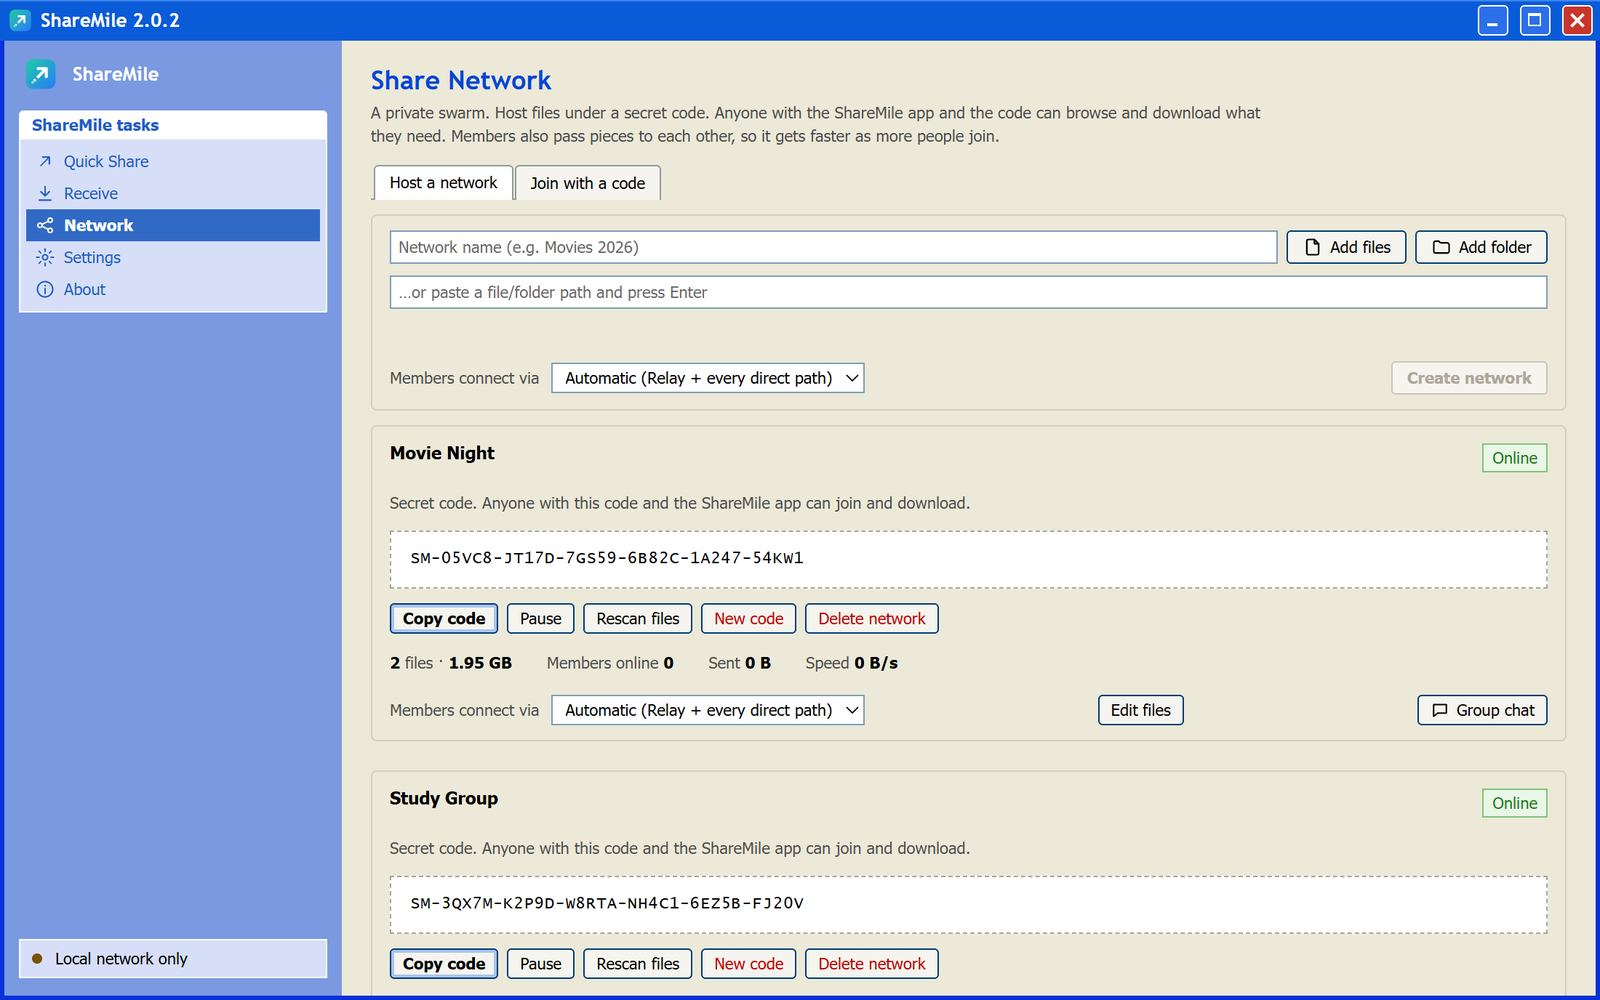 ShareMile 2.0.2
ShareMile
ShareMile tasks
Quick Share
Receive
Network
Settings
About
Local network only
Share Network
A private swarm. Host files under a secret code. Anyone with the ShareMile app and the code can browse and download what
they need. Members also pass pieces to each other, so it gets faster as more people join.
Host a network
Join with a code
Network name (e.g. Movies 2026)
Add files
Add folder
...or paste a file/folder path and press Enter
Members connect via
Automatic (Relay + every direct path)
Create network
Movie Night
Online
Secret code. Anyone with this code and the ShareMile app can join and download.
SM-05VC8-JT17D-7GS59-6B82C-1A247-54KW1
Copy code
Pause
Rescan files
New code
Delete network
2 files · 1.95 GB
Members online 0
Sent 0 B
Speed 0 B/s
Members connect via
Automatic (Relay + every direct path)
Edit files
Group chat
Study Group
Online
Secret code. Anyone with this code and the ShareMile app can join and download.
SM-3QX7M-K2P9D-W8RTA-NH4C1-6EZ5B-FJ20V
Copy code
Pause
Rescan files
New code
Delete network